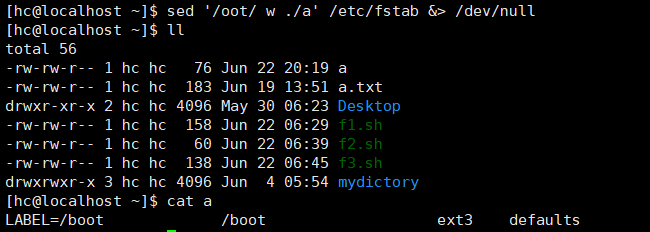 [hc@localhost ~]$ sed '/oot/ w ./a' /etc/fstab &> /dev/null
[hc@localhost ~]$ ll
total 56
-rw-rw-r-- 1 hc hc   76 Jun 22 20:19 a
-rw-rw-r-- 1 hc hc  183 Jun 19 13:51 a.txt
drwxr-xr-x 2 hc hc 4096 May 30 06:23 Desktop
-rw-rw-r-- 1 hc hc  158 Jun 22 06:29 f1.sh
-rw-rw-r-- 1 hc hc   60 Jun 22 06:39 f2.sh
-rw-rw-r-- 1 hc hc  138 Jun 22 06:45 f3.sh
drwxrwxr-x 3 hc hc 4096 Jun  4 05:54 mydictory
[hc@localhost ~]$ cat a
LABEL=/boot             /boot                   ext3    defaults